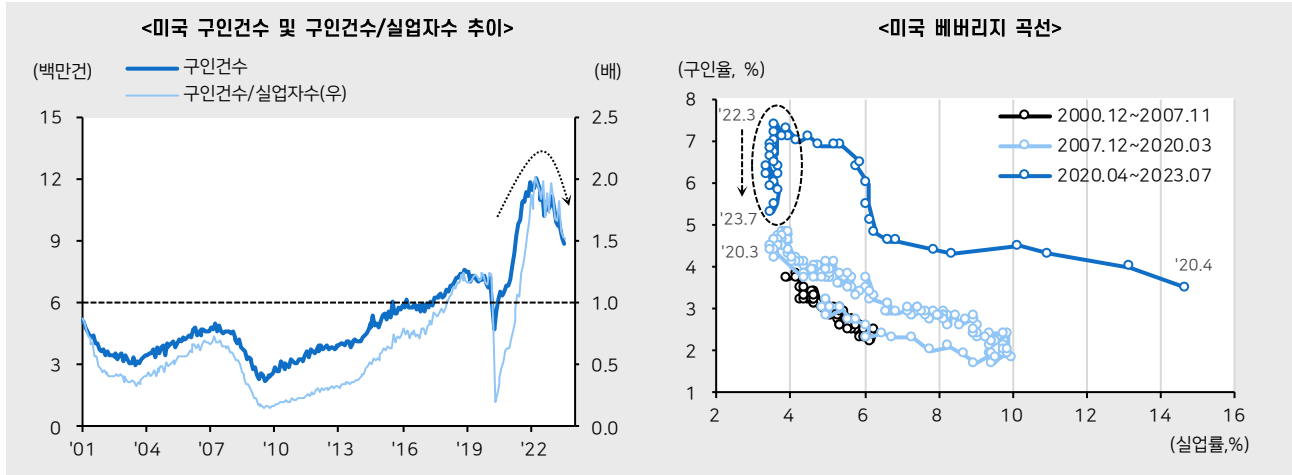 <미국 구인건수 및 구인건수/실업자수 추이>
(백만건)
구인건수
구인건수/실업자수(우)
(배)
15
12
9
6
3
0
2.5
2.0
1.5
1.0
0.5
0.0
'01 '04 '07 '10 '13 '16 '19 '22
<미국 베버리지 곡선>
(구인율, %)
2000.12~2007.11
2007.12~2020.03
2020.04~2023.07
8
7
6
5
4
3
2
1
'22.3
'23.7
'20.3
'20.4
2 4 6 8 10 12 14 16
(실업률,%)